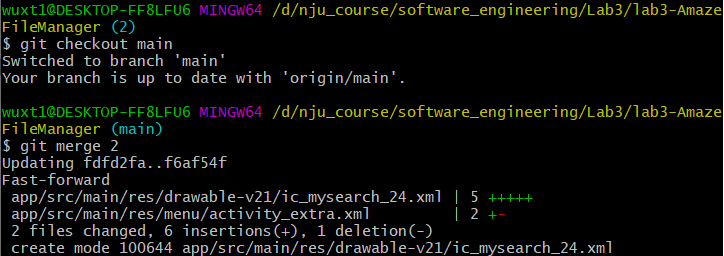 wuxt1@DESKTOP-FF8LFU6 MINGW64 /d/nju_course/software_engineering/Lab3/lab3-Amaze
FileManager (2)
$ git checkout main
Switched to branch 'main'
Your branch is up to date with 'origin/main'.
wuxt1@DESKTOP-FF8LFU6 MINGW64 /d/nju_course/software_engineering/Lab3/lab3-Amaze
FileManager (main)
$ git merge 2
Updating fdfd2fa..f6af54f
Fast-forward
 app/src/main/res/drawable-v21/ic_mysearch_24.xml | 5 +++++
 app/src/main/res/menu/activity_extra.xml         | 2 +-
 2 files changed, 6 insertions(+), 1 deletion(-)
 create mode 100644 app/src/main/res/drawable-v21/ic_mysearch_24.xml